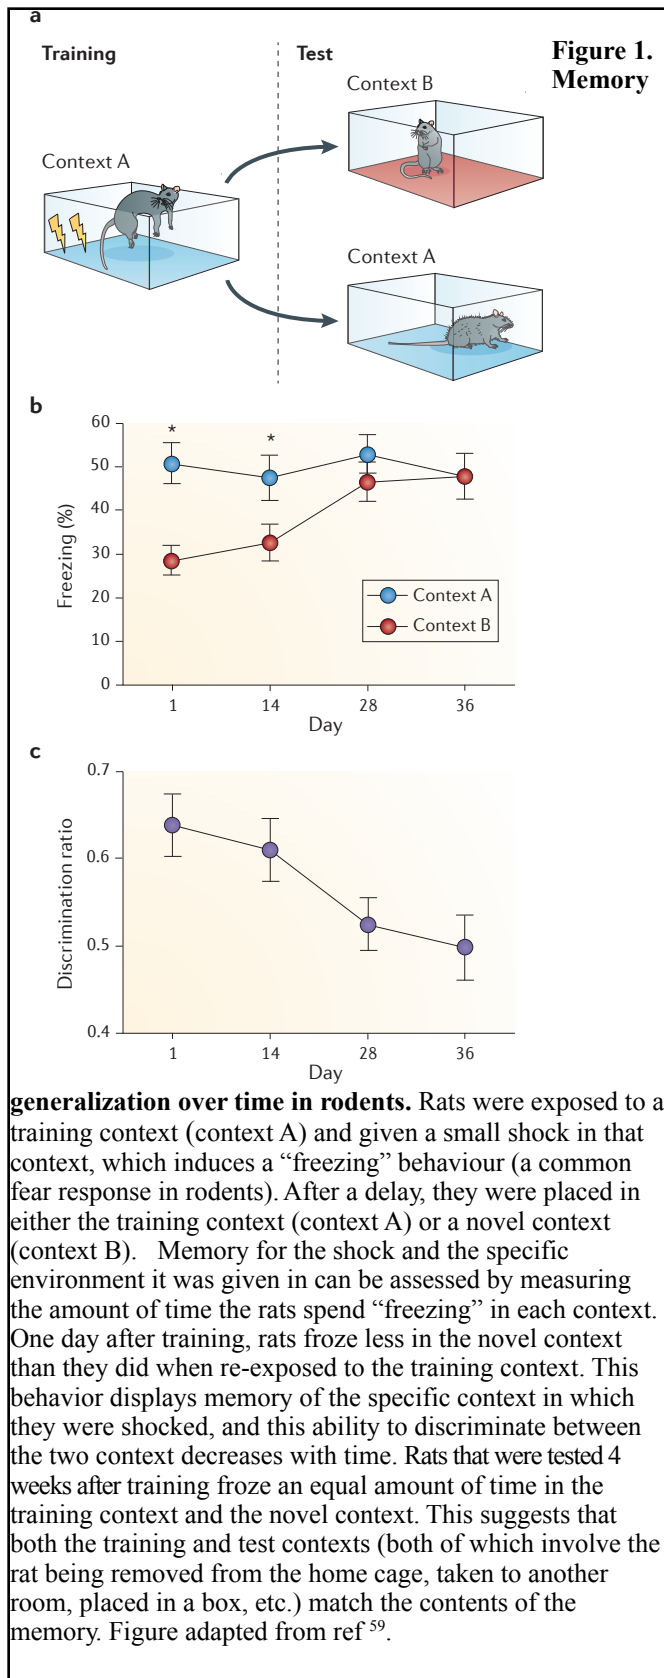 a
Training
Test
Figure 1.
Memory
Context B
Context A
Context A
b
60
50
40
30
20
10
0
Freezing (%)
*
*
Context A
Context B
1
14
28
36
Day
c
0.7
0.6
0.5
0.4
Discrimination ratio
1
14
28
36
Day
generalization over time in rodents. Rats were exposed to a
training context (context A) and given a small shock in that
context, which induces a “freezing” behaviour (a common
fear response in rodents). After a delay, they were placed in
either the training context (context A) or a novel context
(context B). Memory for the shock and the specific
environment it was given in can be assessed by measuring
the amount of time the rats spend “freezing” in each context.
One day after training, rats froze less in the novel context
than they did when re-exposed to the training context. This
behavior displays memory of the specific context in which
they were shocked, and this ability to discriminate between
the two context decreases with time. Rats that were tested 4
weeks after training froze an equal amount of time in the
training context and the novel context. This suggests that
both the training and test contexts (both of which involve the
rat being removed from the home cage, taken to another
room, placed in a box, etc.) match the contents of the
memory. Figure adapted from ref 59.